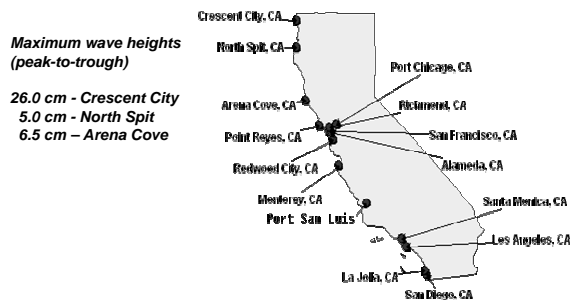 Crescent City, CA
North Spit, CA
Maximum wave heights
(peak-to-trough)
26.0 cm - Crescent City
5.0 cm - North Spit
6.5 cm – Arena Cove
Port Chicago, CA
Arena Cove, CA
Richmond, CA
Point Reyes, CA
San Francisco, CA
Redwood City, CA
Alameda, CA
Monterey, CA
Port San Luis
Santa Monica, CA
Los Angeles, CA
La Jolla, CA
San Diego, CA